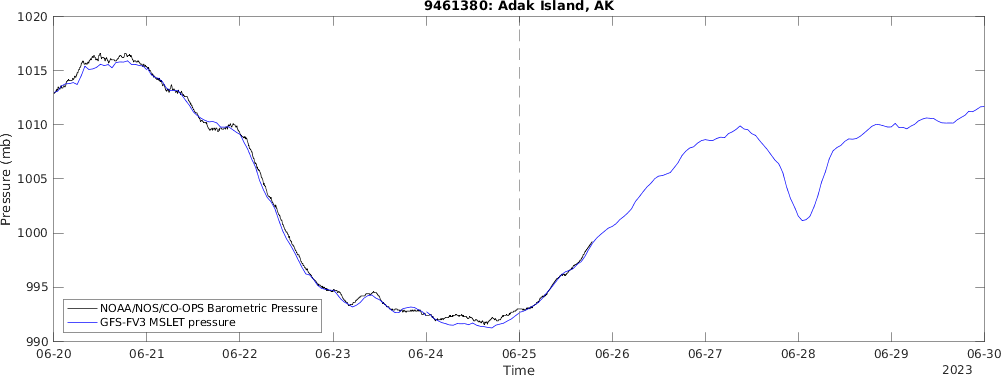 9461380: Adak Island, AK
1020
1015
1010
1005
1000
995
990
Pressure (mb)
NOAA/NOS/CO-OPS Barometric Pressure
GFS-FV3 MSLET pressure
06-20 06-21 06-22 06-23 06-24 06-25 06-26 06-27 06-28 06-29 06-30
Time
2023